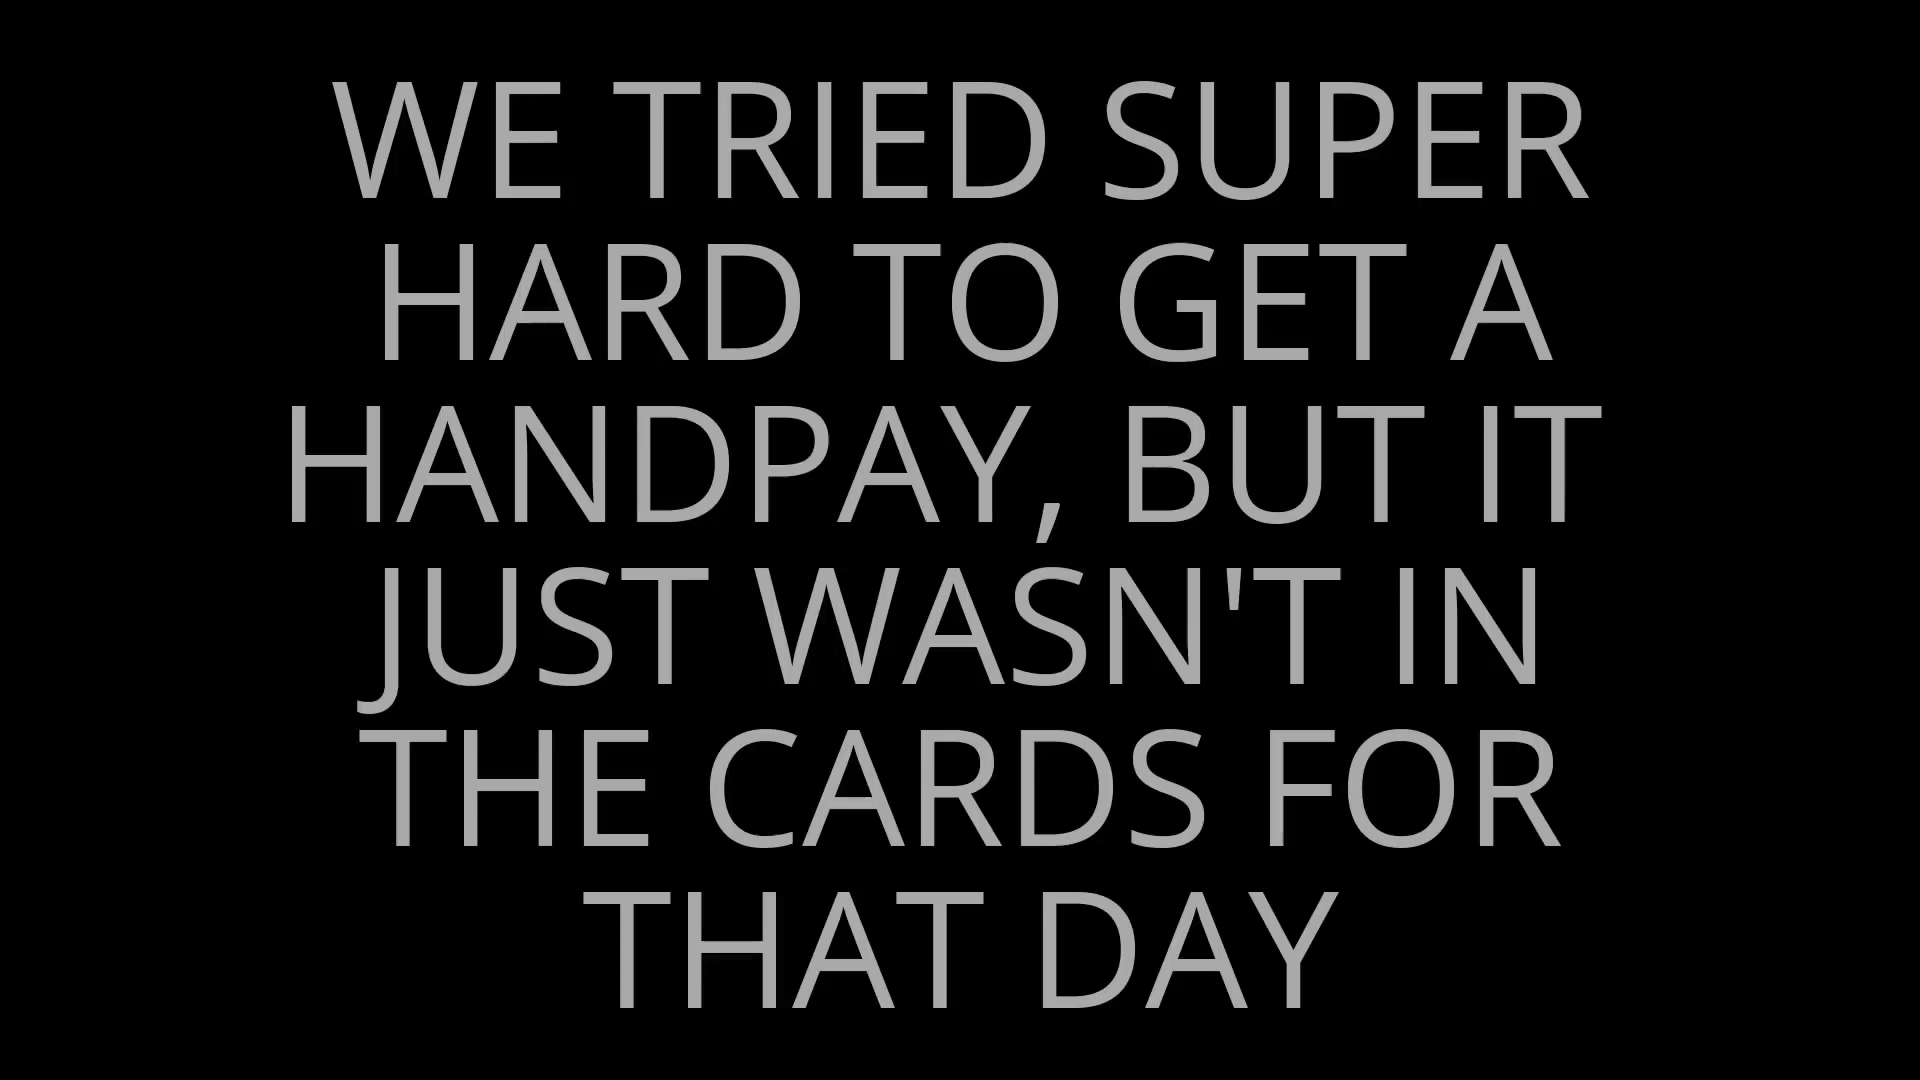 WE TRIED SUPER
HARD TO GET A
HANDPAY, BUT IT
JUST WASN'T IN
THE CARDS FOR
THAT DAY